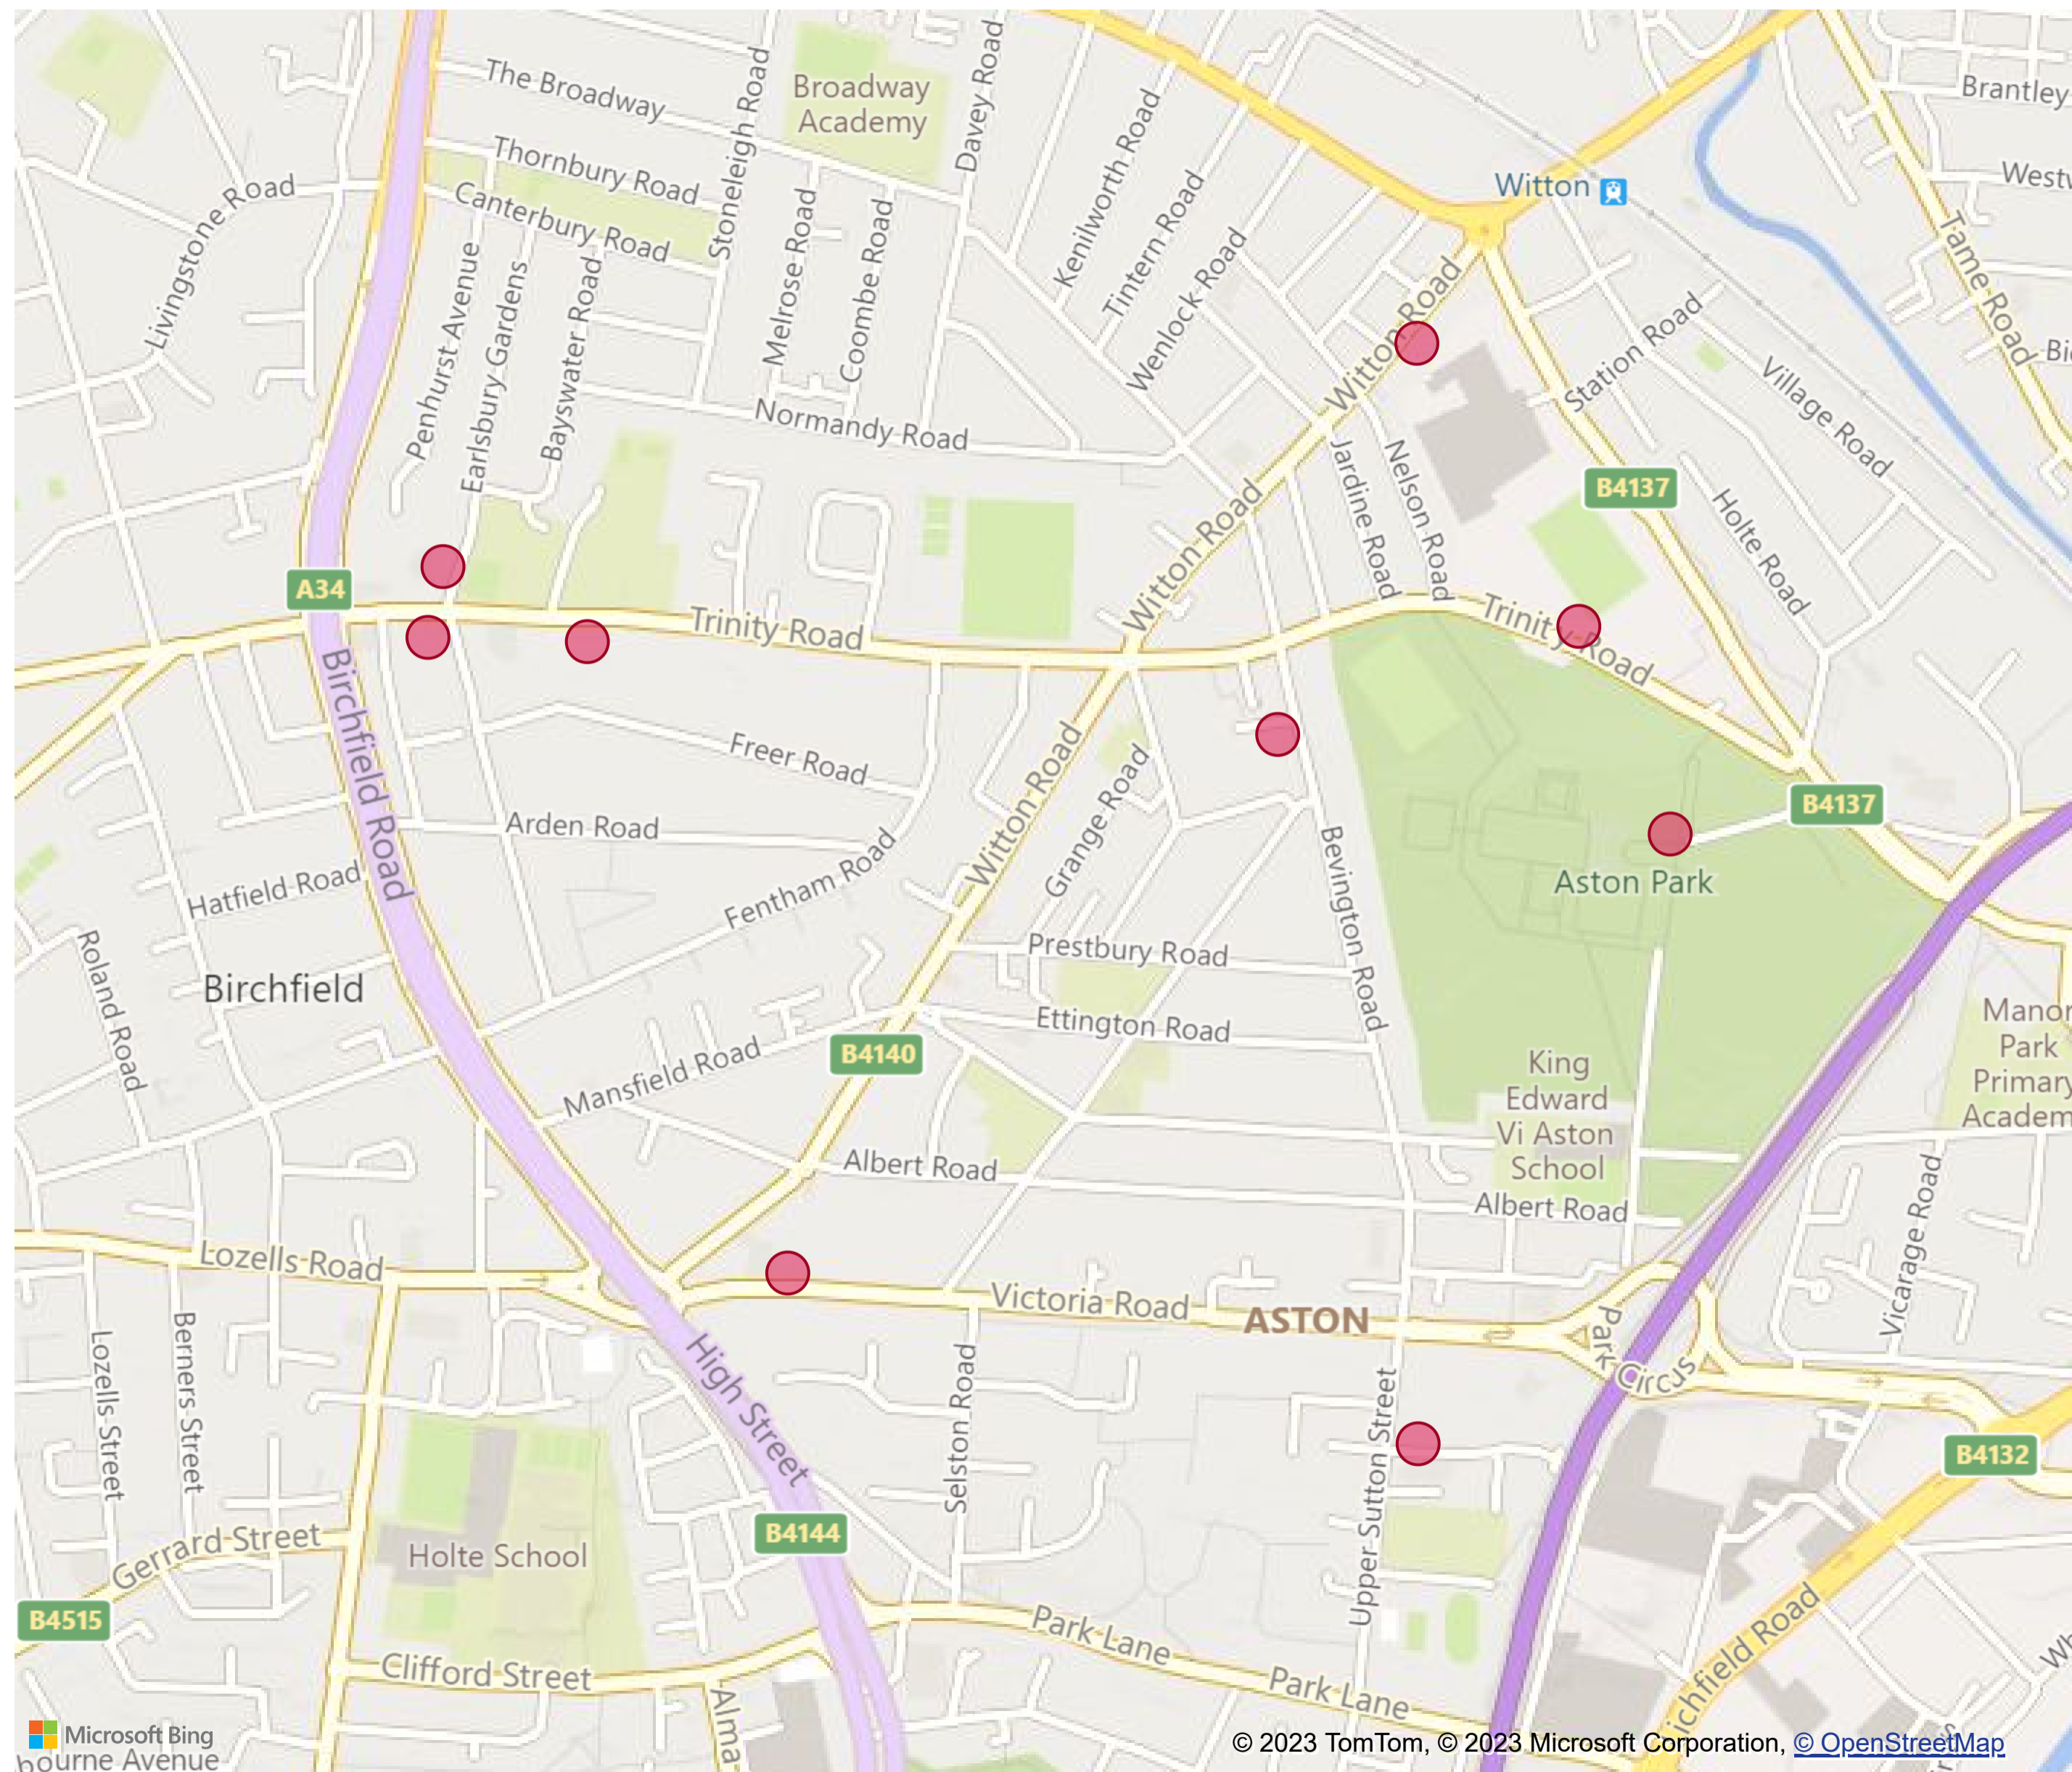 The Broadway
Broadway
Academy
Davey Road
Stoneleigh Road
Kenilworth Road
Brantley
Thornbury Road
Canterbury Road
Livingstone Road
Melrose Road
Coombe Road
Tintern Road
Wenlock Road
Witton
Tame Road
Penhurst Avenue
Earlsbury Gardens
Bayswater Road
Witton Road
Station Road
Village Road
Normandy Road
Jardine Road
Nelson Road
B4137
Holte Road
Witton Road
A34
Trinity Road
Trinity Road
Birchfield Road
Freer Road
Witton Road
Grange Road
B4137
Arden Road
Hatfield Road
Fentham Road
Bevington Road
Aston Park
Roland Road
Birchfield
Prestbury Road
Ettington Road
Mansfield Road
B4140
King
Edward
Vi Aston
School
Manor
Park
Primary
Academ
Albert Road
Albert Road
Vicarage Road
Lozells Road
Victoria Road
ASTON
Park Circus
Lozells Street
Berners Street
High Street
Selston Road
Upper Sutton Street
B4132
B4144
Gerrard Street
Holte School
B4515
Clifford Street
Park Lane
Park Lane
ichfield Road
Alma
Microsoft Bing
bourne Avenue
© 2023 TomTom, © 2023 Microsoft Corporation, © OpenStreetMap